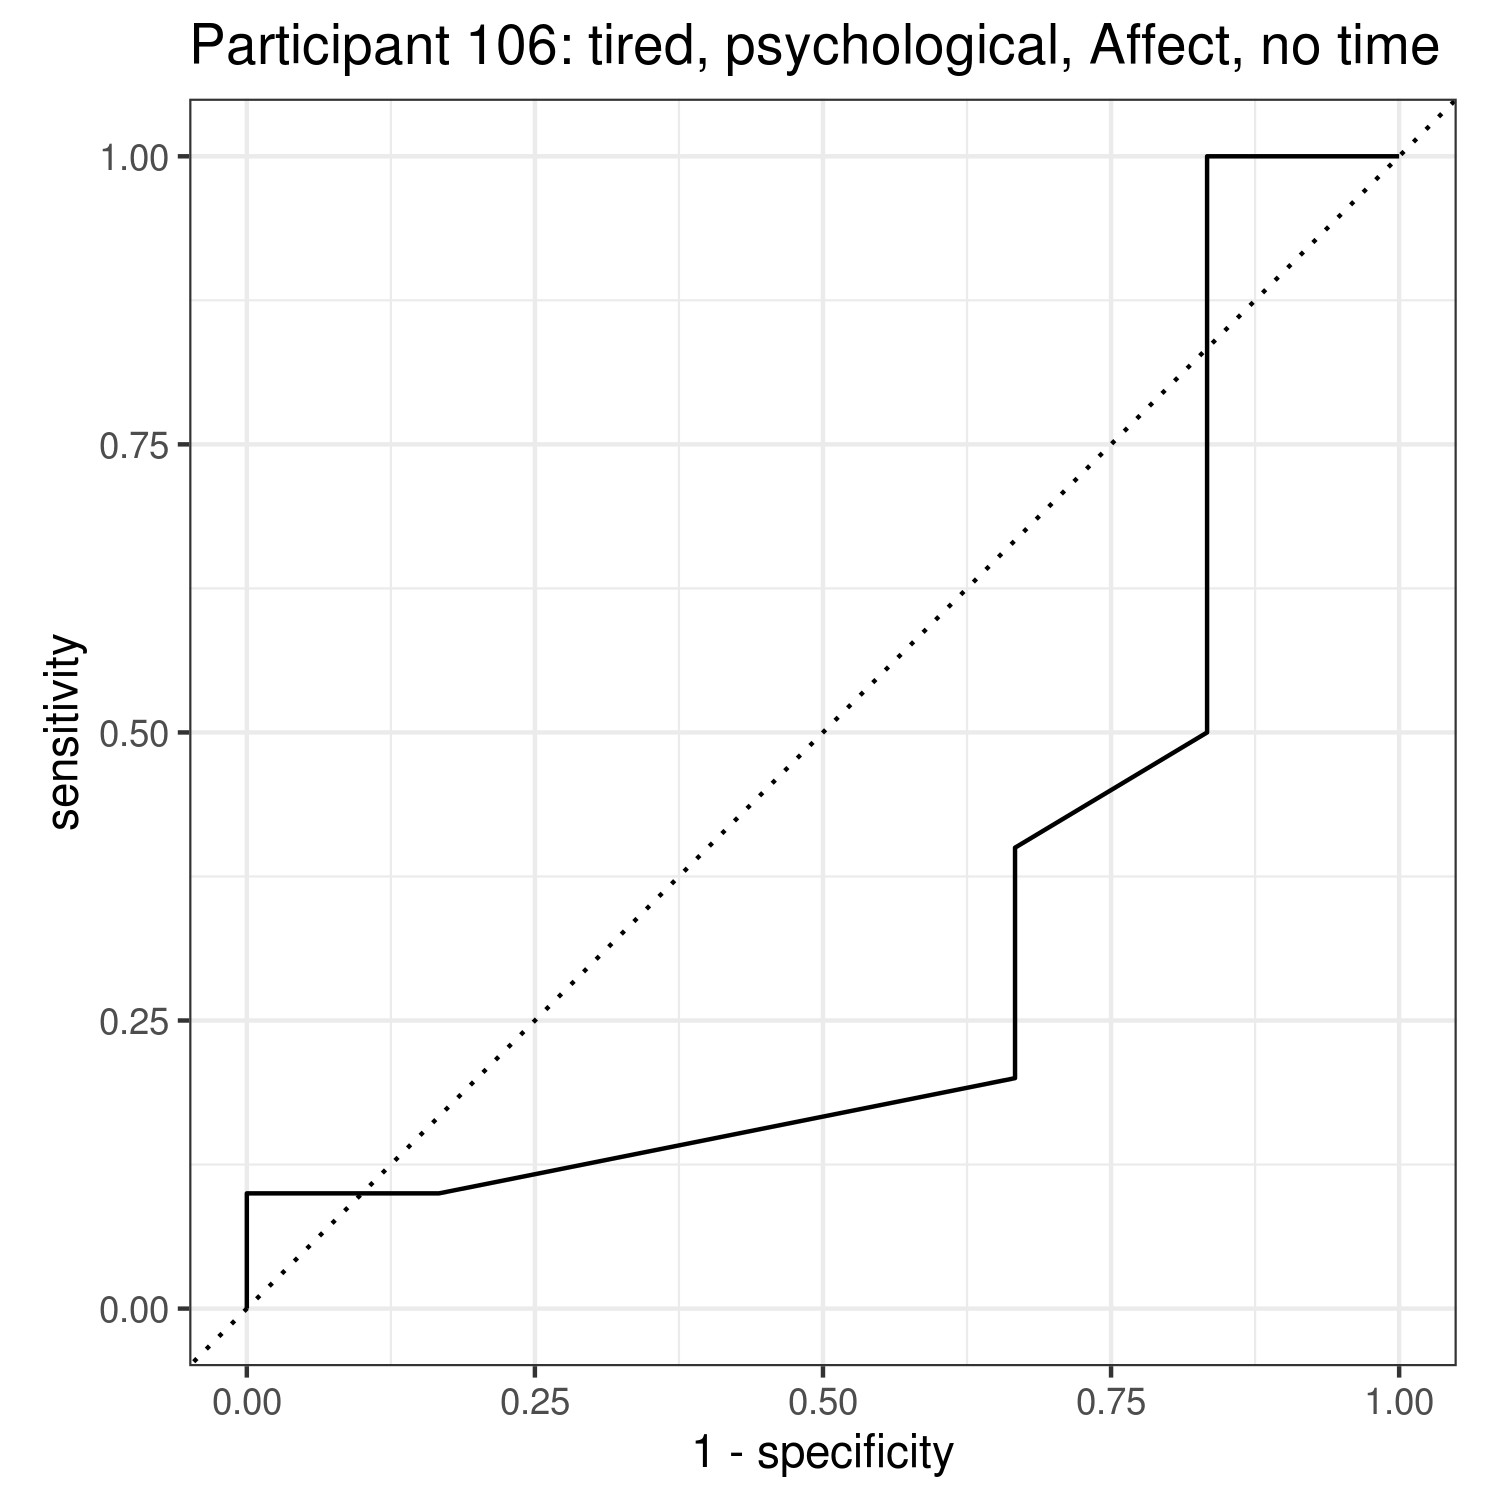 Participant 106: tired, psychological, Affect, no time
1.00
0.75
0.50
0.25
0.00
sensitivity
0.00 0.25 0.50 0.75 1.00
1 - specificity